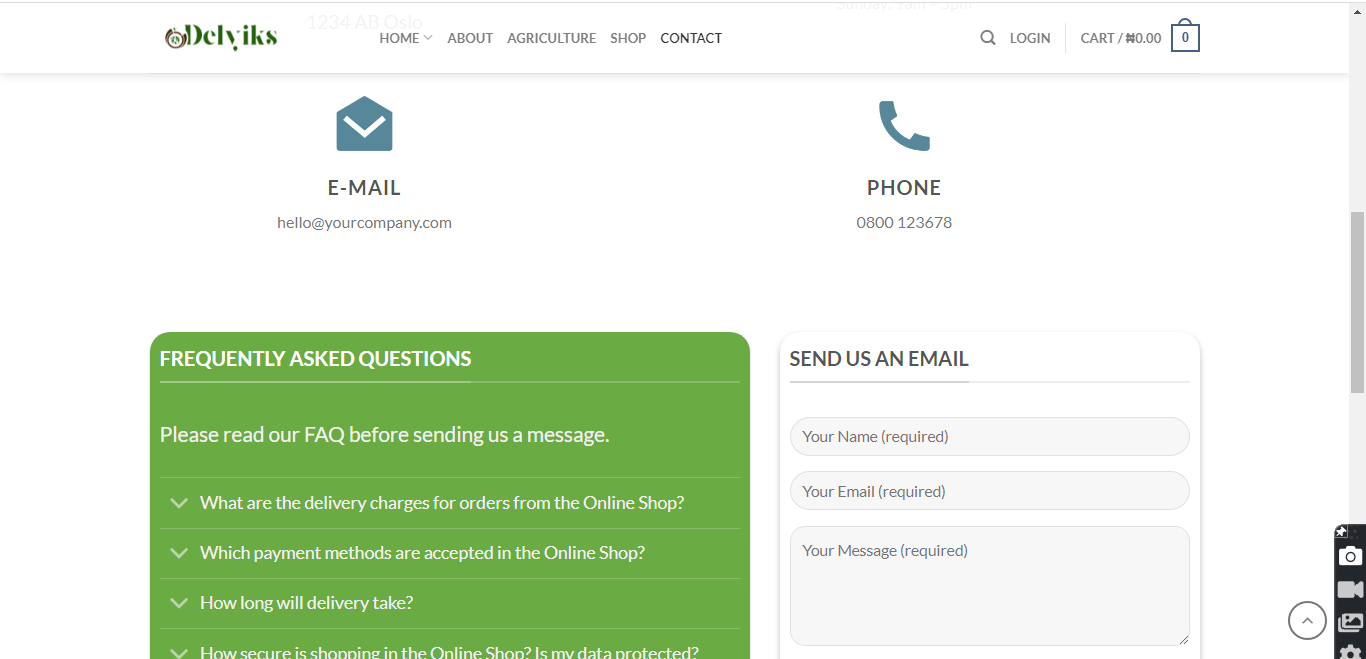 Sunday: 9am – 5pm
1234 AB Oslo
Delyiks
HOME ABOUT AGRICULTURE SHOP CONTACT LOGIN CART / ₦0.00 0
E-MAIL
hello@yourcompany.com
PHONE
0800 123678
FREQUENTLY ASKED QUESTIONS
Please read our FAQ before sending us a message.
What are the delivery charges for orders from the Online Shop?
Which payment methods are accepted in the Online Shop?
How long will delivery take?
How secure is shopping in the Online Shop? Is my data protected?
SEND US AN EMAIL
Your Name (required)
Your Email (required)
Your Message (required)